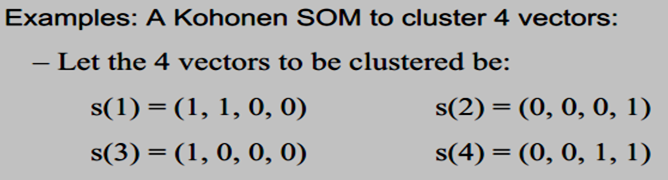 Examples: A Kohonen SOM to cluster 4 vectors:
– Let the 4 vectors to be clustered be:
s(1) = (1, 1, 0, 0) s(2) = (0, 0, 0, 1)
s(3) = (1, 0, 0, 0) s(4) = (0, 0, 1, 1)